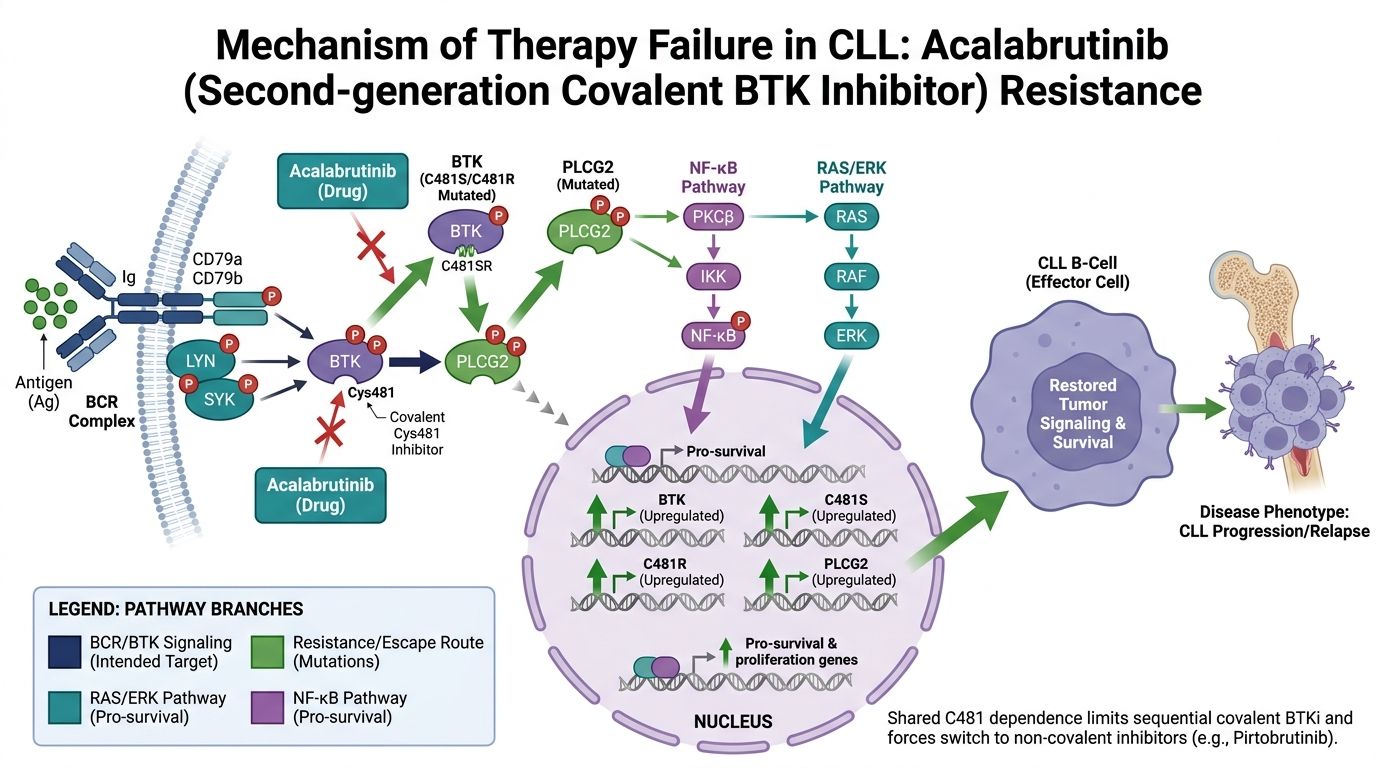 Mechanism of Therapy Failure in CLL: Acalabrutinib
(Second-generation Covalent BTK Inhibitor) Resistance
Acalabrutinib
(Drug)
BTK
(C481S/C481R
Mutated)
P
BTK
C481SR
PLCG2
(Mutated)
P
P
PLCG2
NF-κB
Pathway
PKCβ
IKK
P
NF-κB
RAS/ERK
Pathway
RAS
RAF
ERK
Antigen
(Ag)
Ig
CD79a
CD79b
P
BCR
Complex
LYN
P
P
SYK
P
P
P
BTK
Cys481
Covalent
Cys481
Inhibitor
Acalabrutinib
(Drug)
P
P
PLCG2
Pro-survival
BTK
(Upregulated)
C481S
(Upregulated)
C481R
(Upregulated)
PLCG2
(Upregulated)
Pro-survival &
proliferation genes
NUCLEUS
CLL B-Cell
(Effector Cell)
Restored
Tumor
Signaling &
Survival
Disease Phenotype:
CLL Progression/Relapse
LEGEND: PATHWAY BRANCHES
BCR/BTK Signaling
(Intended Target)
Resistance/Escape Route
(Mutations)
RAS/ERK Pathway
(Pro-survival)
NF-κB Pathway
(Pro-survival)
Shared C481 dependence limits sequential covalent BTKi and
forces switch to non-covalent inhibitors (e.g., Pirtobrutinib).